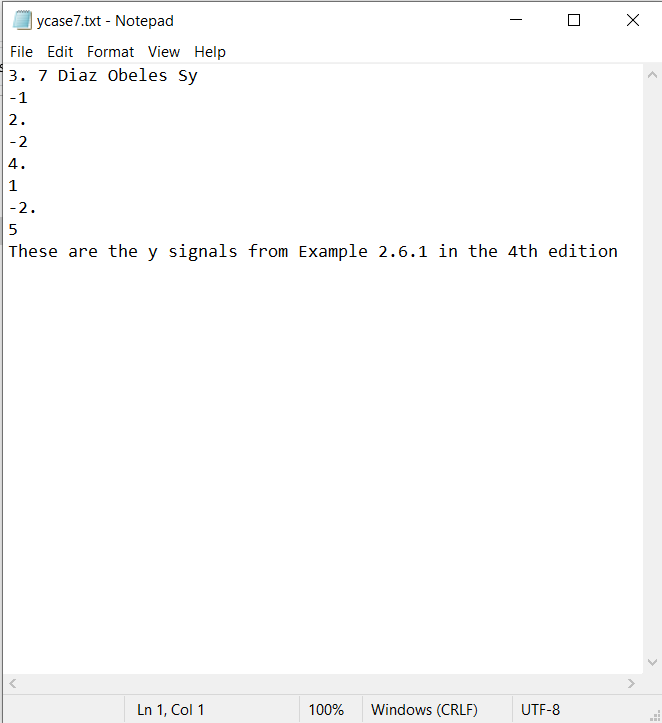 ycase7.txt - Notepad
File Edit Format View Help
3. 7 Diaz Obeles Sy
-1
2.
-2
4.
1
-2.
5
These are the y signals from Example 2.6.1 in the 4th edition
Ln 1, Col 1 100% Windows (CRLF) UTF-8